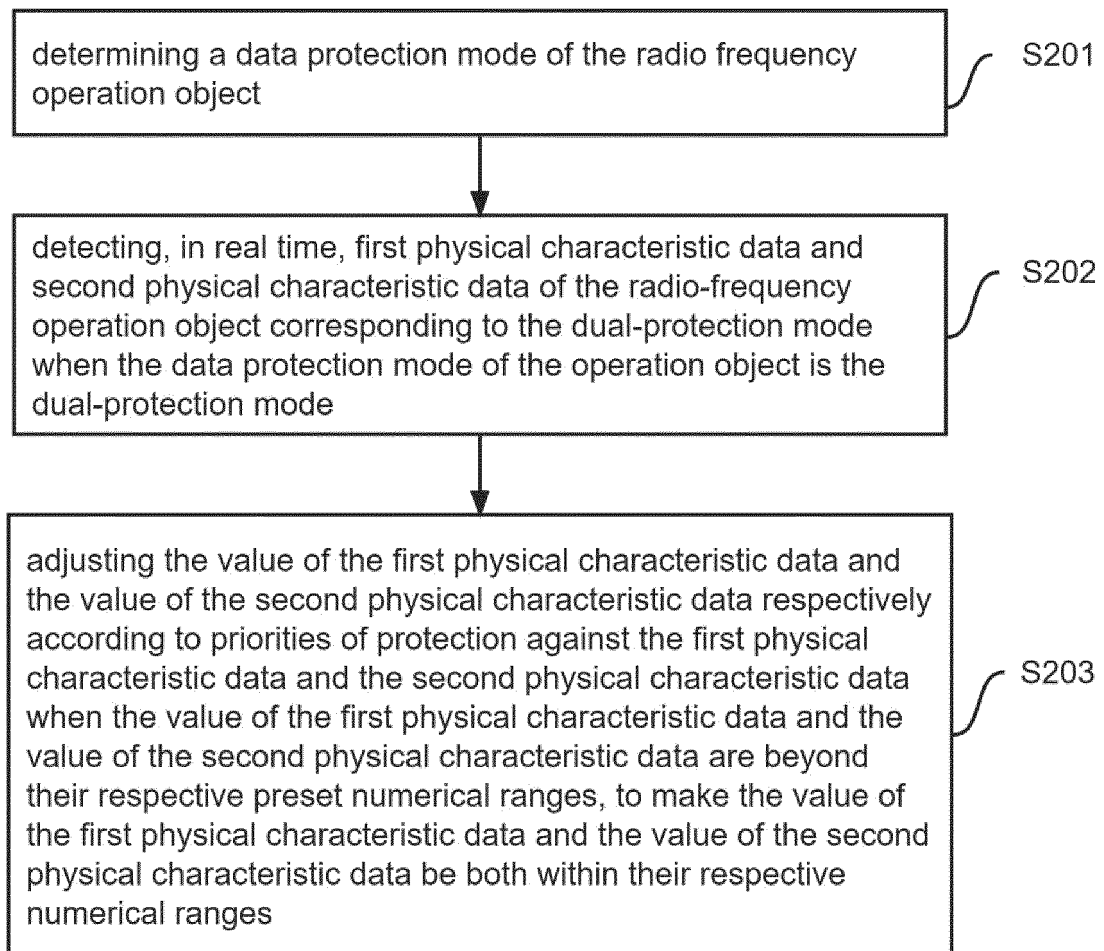 determining a data protection mode of the radio frequency
operation object
S201
detecting, in real time, first physical characteristic data and
second physical characteristic data of the radio-frequency
operation object corresponding to the dual-protection mode
when the data protection mode of the operation object is the
dual-protection mode
S202
adjusting the value of the first physical characteristic data and
the value of the second physical characteristic data respectively
according to priorities of protection against the first physical
characteristic data and the second physical characteristic data
when the value of the first physical characteristic data and the
value of the second physical characteristic data are beyond
their respective preset numerical ranges, to make the value of
the first physical characteristic data and the value of the second
physical characteristic data be both within their respective
numerical ranges
S203